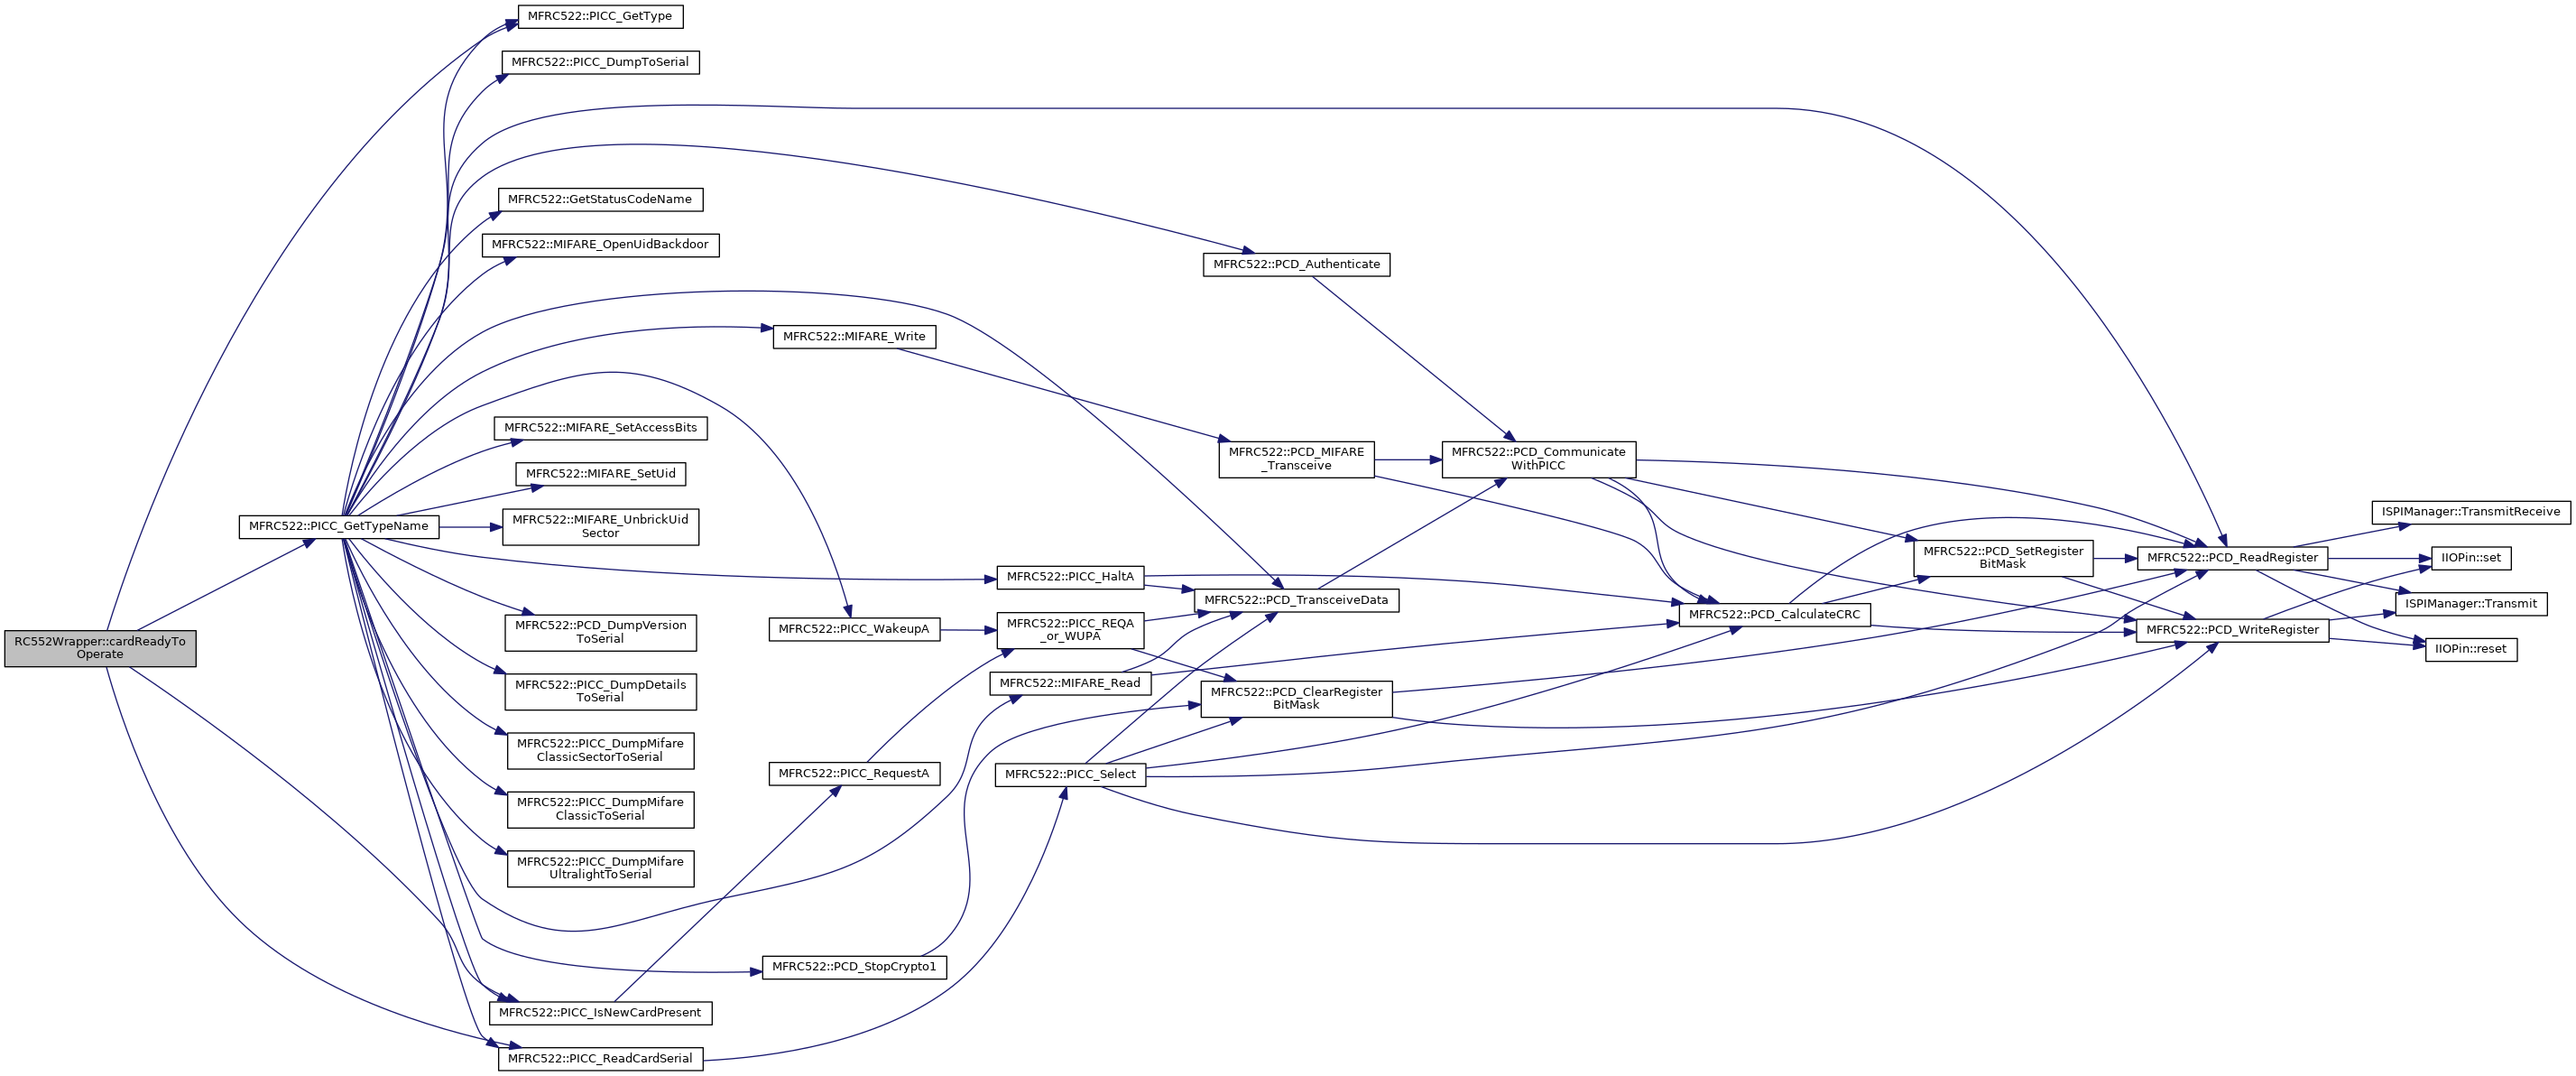 MFRC522::PICC_GetType
MFRC522::PICC_DumpToSerial
MFRC522::GetStatusCodeName
MFRC522::MIFARE_OpenUidBackdoor
MFRC522::PCD_Authenticate
MFRC522::MIFARE_Write
MFRC522::MIFARE_SetAccessBits
MFRC522::MIFARE_SetUid
MFRC522::PCD_MIFARE
_Transceive
MFRC522::PCD_Communicate
WithPICC
MFRC522::PICC_GetTypeName
MFRC522::MIFARE_UnbrickUid
Sector
ISPIManager::TransmitReceive
MFRC522::PCD_SetRegister
BitMask
MFRC522::PCD_ReadRegister
IIOPin::set
MFRC522::PICC_HaltA
MFRC522::PCD_TransceiveData
MFRC522::PCD_CalculateCRC
ISPIManager::Transmit
RC552Wrapper::cardReadyTo
Operate
MFRC522::PCD_DumpVersion
ToSerial
MFRC522::PICC_WakeupA
MFRC522::PICC_REQA
_or_WUPA
MFRC522::PCD_WriteRegister
IIOPin::reset
MFRC522::PICC_DumpDetails
ToSerial
MFRC522::MIFARE_Read
MFRC522::PCD_ClearRegister
BitMask
MFRC522::PICC_DumpMifare
ClassicSectorToSerial
MFRC522::PICC_RequestA
MFRC522::PICC_Select
MFRC522::PICC_DumpMifare
ClassicToSerial
MFRC522::PICC_DumpMifare
UltralightToSerial
MFRC522::PCD_StopCrypto1
MFRC522::PICC_IsNewCardPresent
MFRC522::PICC_ReadCardSerial